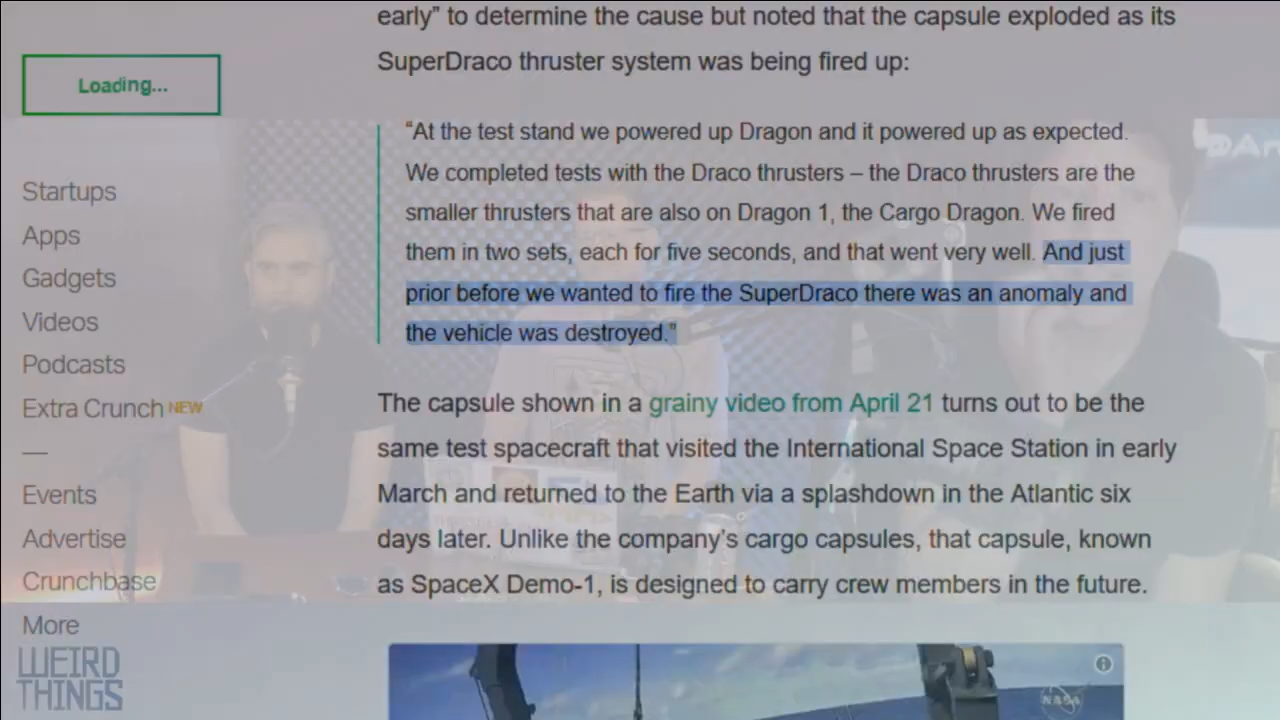 early” to determine the cause but noted that the capsule exploded as its
SuperDraco thruster system was being fired up:
Loading...
“At the test stand we powered up Dragon and it powered up as expected.
We completed tests with the Draco thrusters – the Draco thrusters are the
smaller thrusters that are also on Dragon 1, the Cargo Dragon. We fired
them in two sets, each for five seconds, and that went very well. And just
prior before we wanted to fire the SuperDraco there was an anomaly and
the vehicle was destroyed.”
The capsule shown in a grainy video from April 21 turns out to be the
same test spacecraft that visited the International Space Station in early
March and returned to the Earth via a splashdown in the Atlantic six
days later. Unlike the company’s cargo capsules, that capsule, known
as SpaceX Demo-1, is designed to carry crew members in the future.
Startups
Apps
Gadgets
Videos
Podcasts
Extra Crunch NEW
—
Events
Advertise
Crunchbase
More
WEIRD
THINGS
NASA